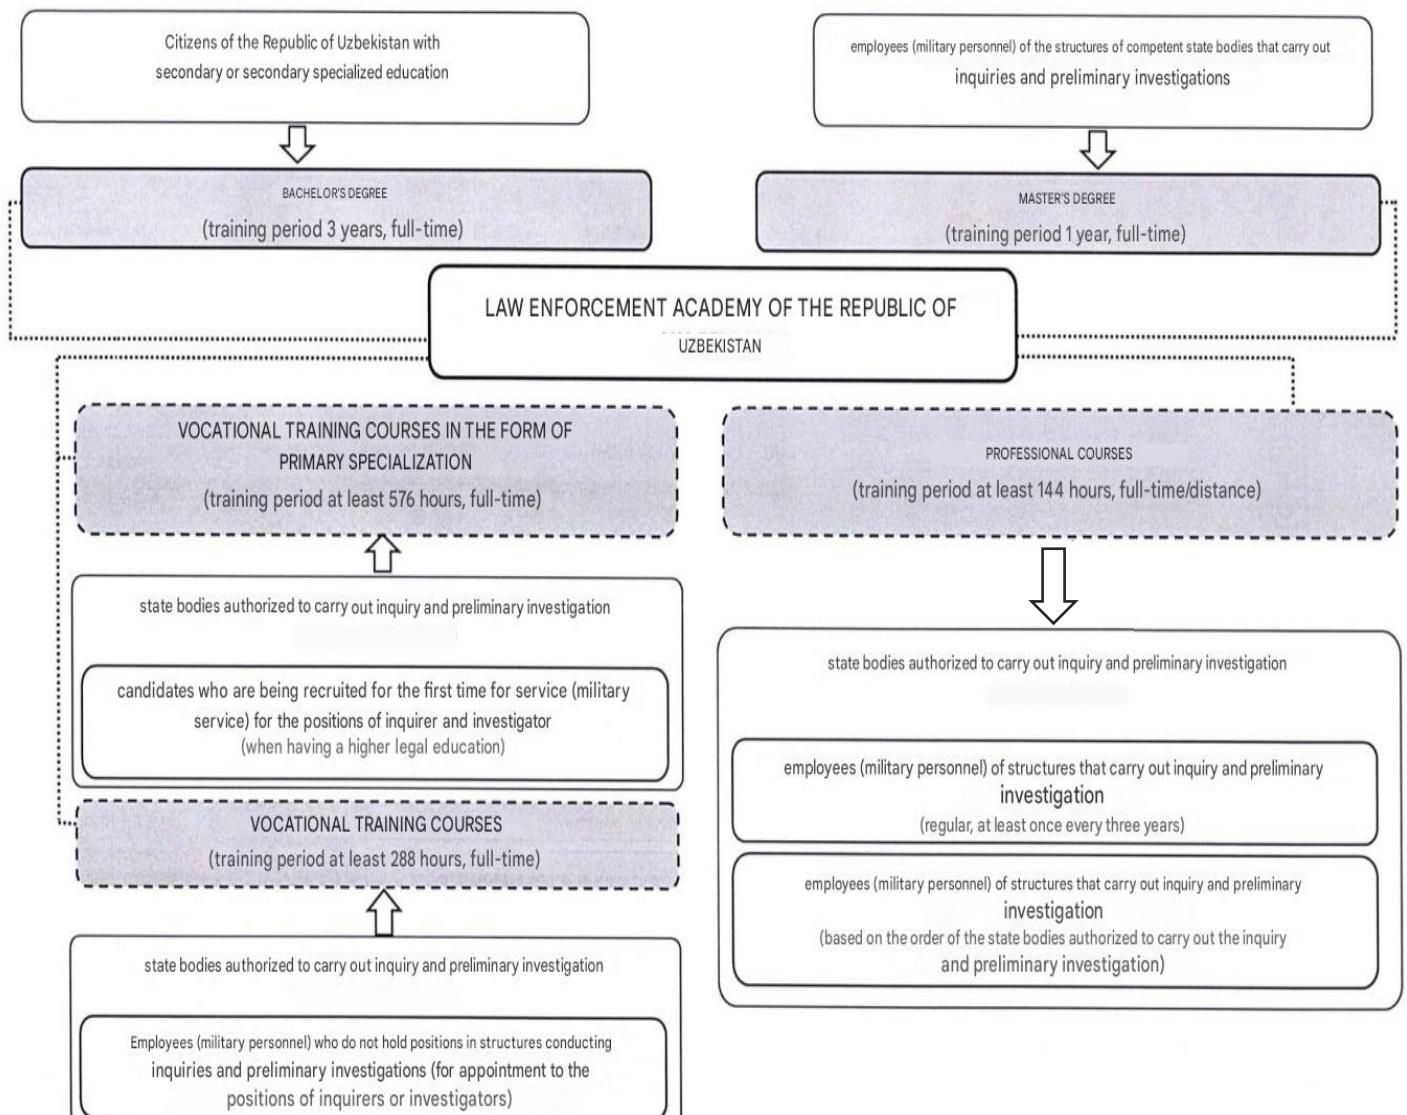 Citizens of the Republic of Uzbekistan with
secondary or secondary specialized education
employees (military personnel) of the structures of competent state bodies that carry out
inquiries and preliminary investigations
BACHELOR'S DEGREE
(training period 3 years, full-time)
MASTER'S DEGREE
(training period 1 year, full-time)
LAW ENFORCEMENT ACADEMY OF THE REPUBLIC OF
UZBEKISTAN
VOCATIONAL TRAINING COURSES IN THE FORM OF
PRIMARY SPECIALIZATION
(training period at least 576 hours, full-time)
PROFESSIONAL COURSES
(training period at least 144 hours, full-time/distance)
state bodies authorized to carry out inquiry and preliminary investigation
candidates who are being recruited for the first time for service (military
service) for the positions of inquirer and investigator
(when having a higher legal education)
state bodies authorized to carry out inquiry and preliminary investigation
employees (military personnel) of structures that carry out inquiry and preliminary
investigation
(regular, at least once every three years)
employees (military personnel) of structures that carry out inquiry and preliminary
investigation
(based on the order of the state bodies authorized to carry out the inquiry
and preliminary investigation)
VOCATIONAL TRAINING COURSES
(training period at least 288 hours, full-time)
state bodies authorized to carry out inquiry and preliminary investigation
Employees (military personnel) who do not hold positions in structures conducting
inquiries and preliminary investigations (for appointment to the
positions of inquirers or investigators)